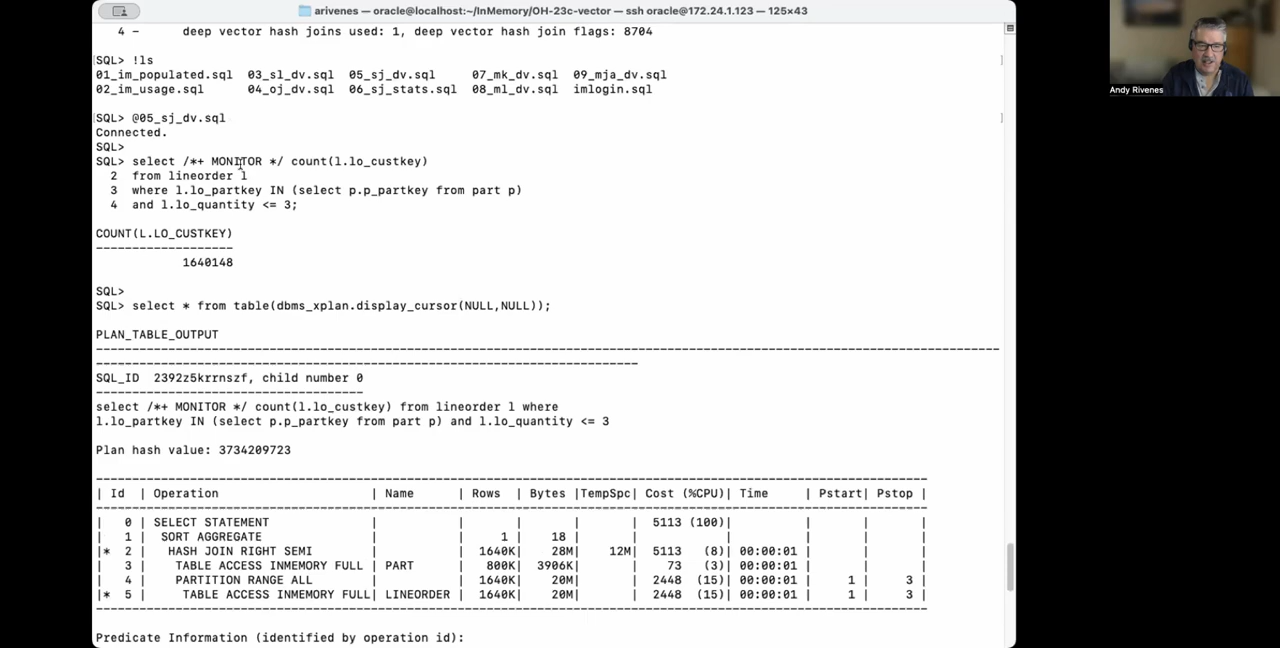 arivenes — oracle@localhost:~/InMemory/OH-23c-vector — ssh oracle@172.24.1.123 — 125×43
4 -       deep vector hash joins used: 1, deep vector hash join flags: 8704
SQL> !ls
01_im_populated.sql  03_sl_dv.sql  05_sj_dv.sql     07_mk_dv.sql  09_mja_dv.sql
02_im_usage.sql      04_oj_dv.sql  06_sj_stats.sql  08_ml_dv.sql  imlogin.sql
SQL> @05_sj_dv.sql
Connected.
SQL>
SQL> select /*+ MONITOR */ count(l.lo_custkey)
  2  from lineorder l
  3  where l.lo_partkey IN (select p.p_partkey from part p)
  4  and l.lo_quantity <= 3;
COUNT(L.LO_CUSTKEY)
-------------------
            1640148
SQL>
SQL> select * from table(dbms_xplan.display_cursor(NULL,NULL));
PLAN_TABLE_OUTPUT
SQL_ID  2392z5krrnszf, child number 0
-------------------------------------
select /*+ MONITOR */ count(l.lo_custkey) from lineorder l where
l.lo_partkey IN (select p.p_partkey from part p) and l.lo_quantity <= 3
Plan hash value: 3734209723
| Id  | Operation                    | Name      | Rows  | Bytes |TempSpc| Cost (%CPU)| Time     | Pstart| Pstop |
|   0 | SELECT STATEMENT             |           |       |       |       |  5113 (100)|          |       |       |
|   1 |  SORT AGGREGATE              |           |     1 |    18 |       |            |          |       |       |
|*  2 |   HASH JOIN RIGHT SEMI       |           |  1640K|    28M|    12M|  5113   (8)| 00:00:01 |       |       |
|   3 |    TABLE ACCESS INMEMORY FULL | PART      |   800K|  3906K|       |    73   (3)| 00:00:01 |       |       |
|   4 |    PARTITION RANGE ALL       |           |  1640K|    20M|       |  2448  (15)| 00:00:01 |     1 |     3 |
|*  5 |     TABLE ACCESS INMEMORY FULL| LINEORDER |  1640K|    20M|       |  2448  (15)| 00:00:01 |     1 |     3 |
Predicate Information (identified by operation id):
Andy Rivenes